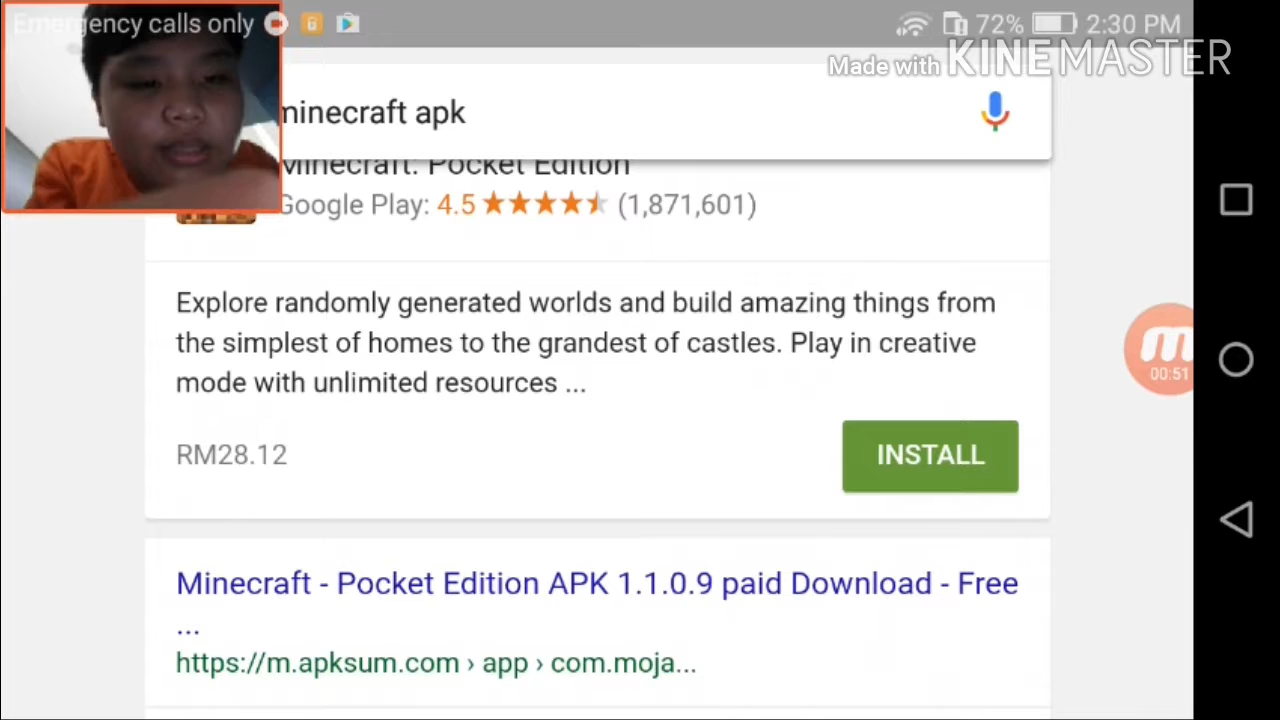 Emergency calls only
72% 2:30 PM
Made with KINEMASTER
minecraft apk
Minecraft: Pocket Edition
Google Play: 4.5 (1,871,601)
Explore randomly generated worlds and build amazing things from
the simplest of homes to the grandest of castles. Play in creative
mode with unlimited resources ...
RM28.12
INSTALL
m
00:51
Minecraft - Pocket Edition APK 1.1.0.9 paid Download - Free
...
https://m.apksum.com › app › com.moja...